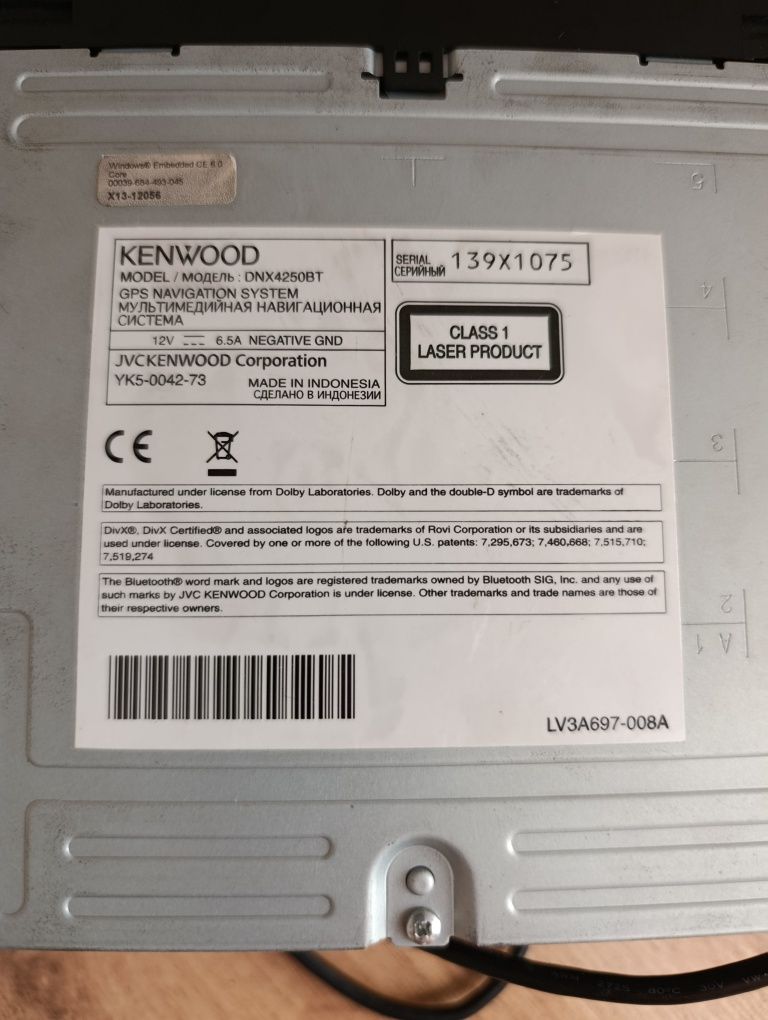 Windows® Embedded CE 6.0
Core
00039-684-493-045
X13-12056
KENWOOD
MODEL / МОДЕЛЬ : DNX4250BT
GPS NAVIGATION SYSTEM
МУЛЬТИМЕДИЙНАЯ НАВИГАЦИОННАЯ
СИСТЕМА
12V 6.5A NEGATIVE GND
JVCKENWOOD Corporation
YK5-0042-73
MADE IN INDONESIA
СДЕЛАНО В ИНДОНЕЗИИ
SERIAL
СЕРИЙНЫЙ
139X1075
CLASS 1
LASER PRODUCT
CE
Manufactured under license from Dolby Laboratories. Dolby and the double-D symbol are trademarks of
Dolby Laboratories.
DivX®, DivX Certified® and associated logos are trademarks of Rovi Corporation or its subsidiaries and are
used under license. Covered by one or more of the following U.S. patents: 7,295,673; 7,460,668; 7,515,710;
7,519,274
The Bluetooth® word mark and logos are registered trademarks owned by Bluetooth SIG, Inc. and any use of
such marks by JVC KENWOOD Corporation is under license. Other trademarks and trade names are those of
their respective owners.
LV3A697-008A
5
4
3
2
A 1
80°C 30V VW-